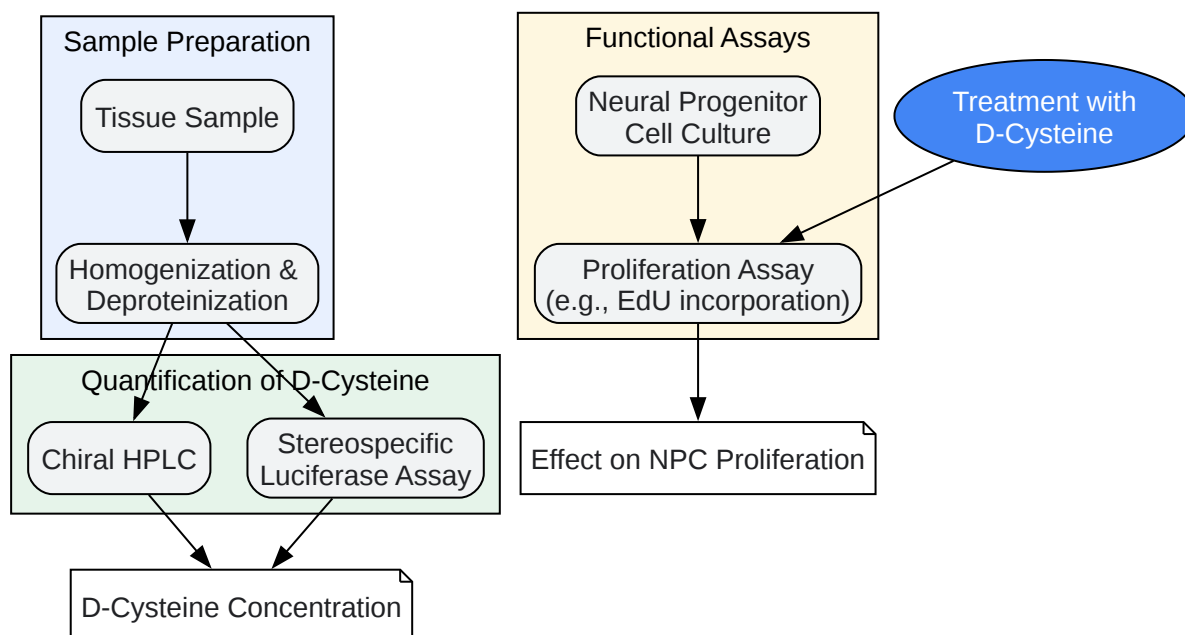 Sample Preparation
Tissue Sample
Homogenization &
Deproteinization
Quantification of D-Cysteine
Chiral HPLC
Stereospecific
Luciferase Assay
D-Cysteine Concentration
Functional Assays
Neural Progenitor
Cell Culture
Treatment with
D-Cysteine
Proliferation Assay
(e.g., EdU incorporation)
Effect on NPC Proliferation